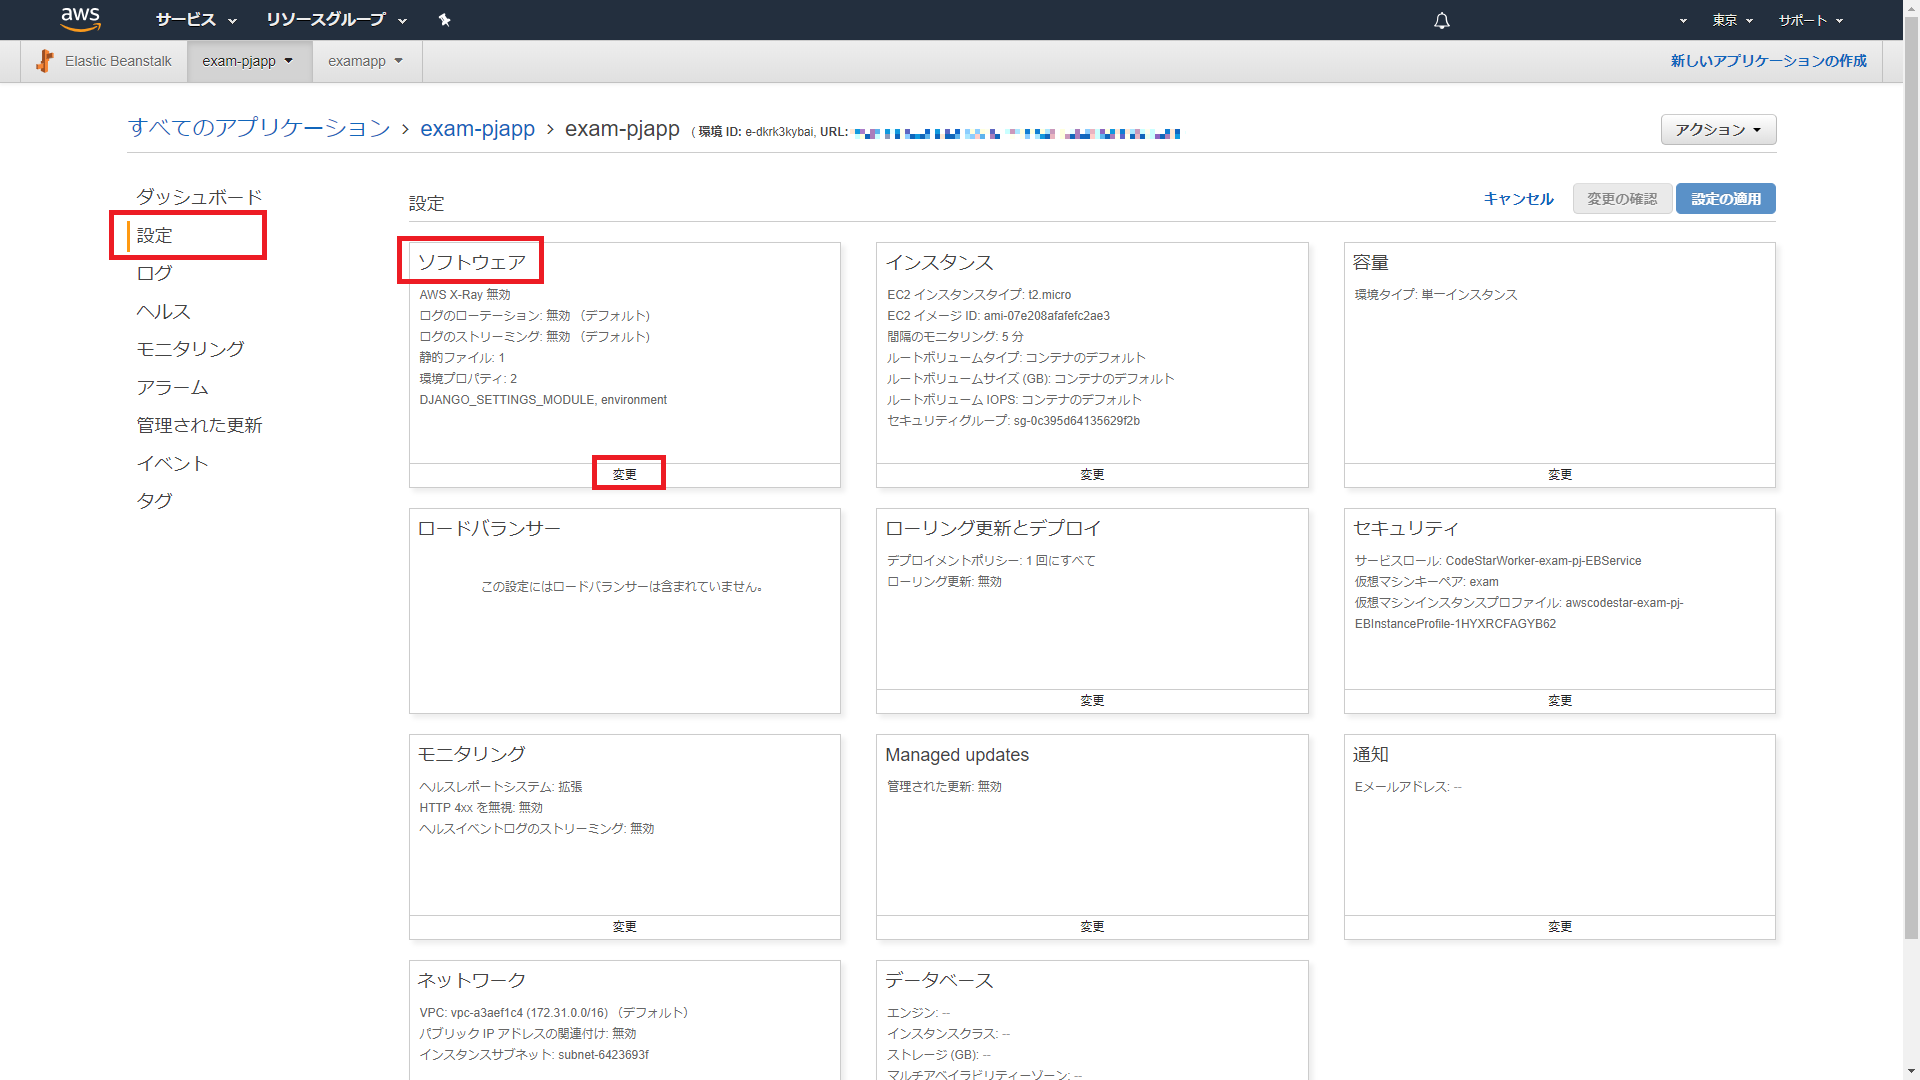 aws サービス リソースグループ 東京 サポート
Elastic Beanstalk exam-pjapp examapp 新しいアプリケーションの作成
すべてのアプリケーション › exam-pjapp › exam-pjapp ( 環境 ID: e-dkrk3kybai, URL:
アクション
ダッシュボード
設定
ログ
ヘルス
モニタリング
アラーム
管理された更新
イベント
タグ
設定
キャンセル 変更の確認 設定の適用
ソフトウェア
AWS X-Ray 無効
ログのローテーション: 無効 （デフォルト）
ログのストリーミング: 無効 （デフォルト）
静的ファイル: 1
環境プロパティ: 2
DJANGO_SETTINGS_MODULE, environment
変更
インスタンス
EC2 インスタンスタイプ: t2.micro
EC2 イメージ ID: ami-07e208afafefc2ae3
間隔のモニタリング: 5 分
ルートボリュームタイプ: コンテナのデフォルト
ルートボリュームサイズ (GB): コンテナのデフォルト
ルートボリューム IOPS: コンテナのデフォルト
セキュリティグループ: sg-0c395d64135629f2b
変更
容量
環境タイプ: 単一インスタンス
変更
ロードバランサー
この設定にはロードバランサーは含まれていません。
ローリング更新とデプロイ
デプロイメントポリシー: 1 回にすべて
ローリング更新: 無効
変更
セキュリティ
サービスロール: CodeStarWorker-exam-pj-EBService
仮想マシンキーペア: exam
仮想マシンインスタンスプロファイル: awscodestar-exam-pj-
EBInstanceProfile-1HYXRCFAGYB62
変更
モニタリング
ヘルスレポートシステム: 拡張
HTTP 4xx を無視: 無効
ヘルスイベントログのストリーミング: 無効
変更
Managed updates
管理された更新: 無効
変更
通知
Eメールアドレス: --
変更
ネットワーク
VPC: vpc-a3aef1c4 (172.31.0.0/16) （デフォルト）
パブリック IP アドレスの関連付け: 無効
インスタンスサブネット: subnet-6423693f
データベース
エンジン: --
インスタンスクラス: --
ストレージ (GB): --
マルチアベイラビリティーゾーン: --